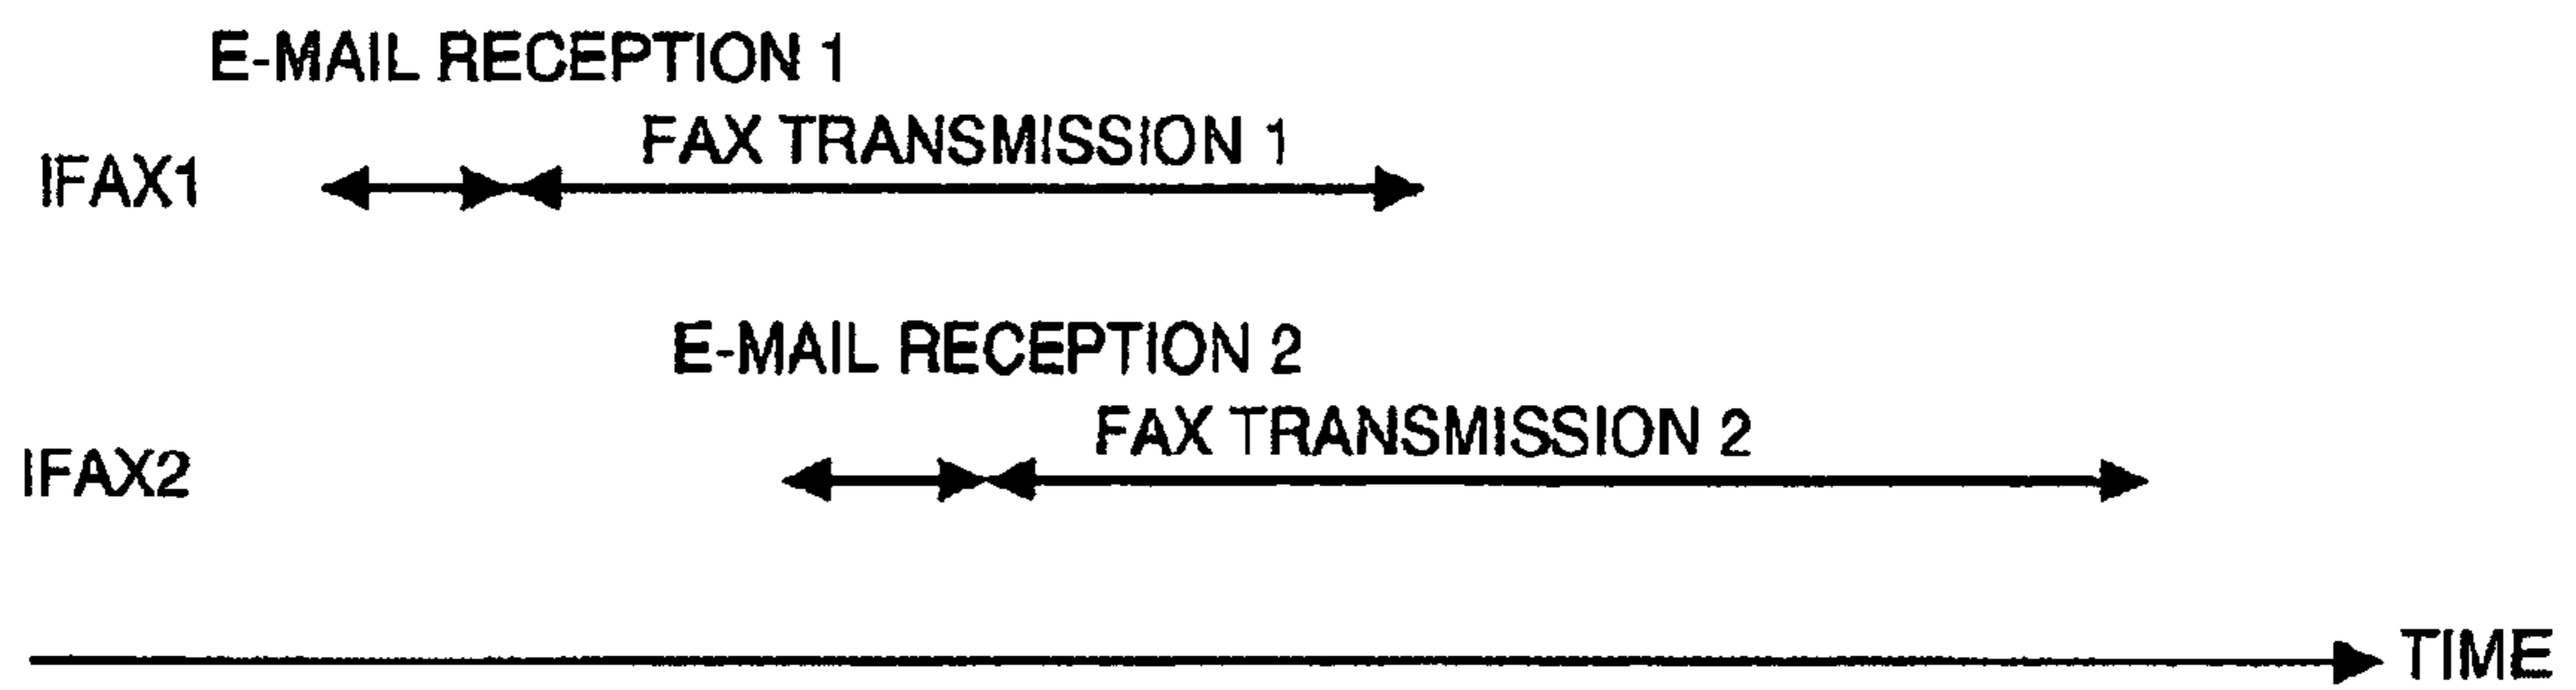 E-MAIL RECEPTION 1
FAX TRANSMISSION 1
IFAX1
E-MAIL RECEPTION 2
FAX TRANSMISSION 2
IFAX2
TIME